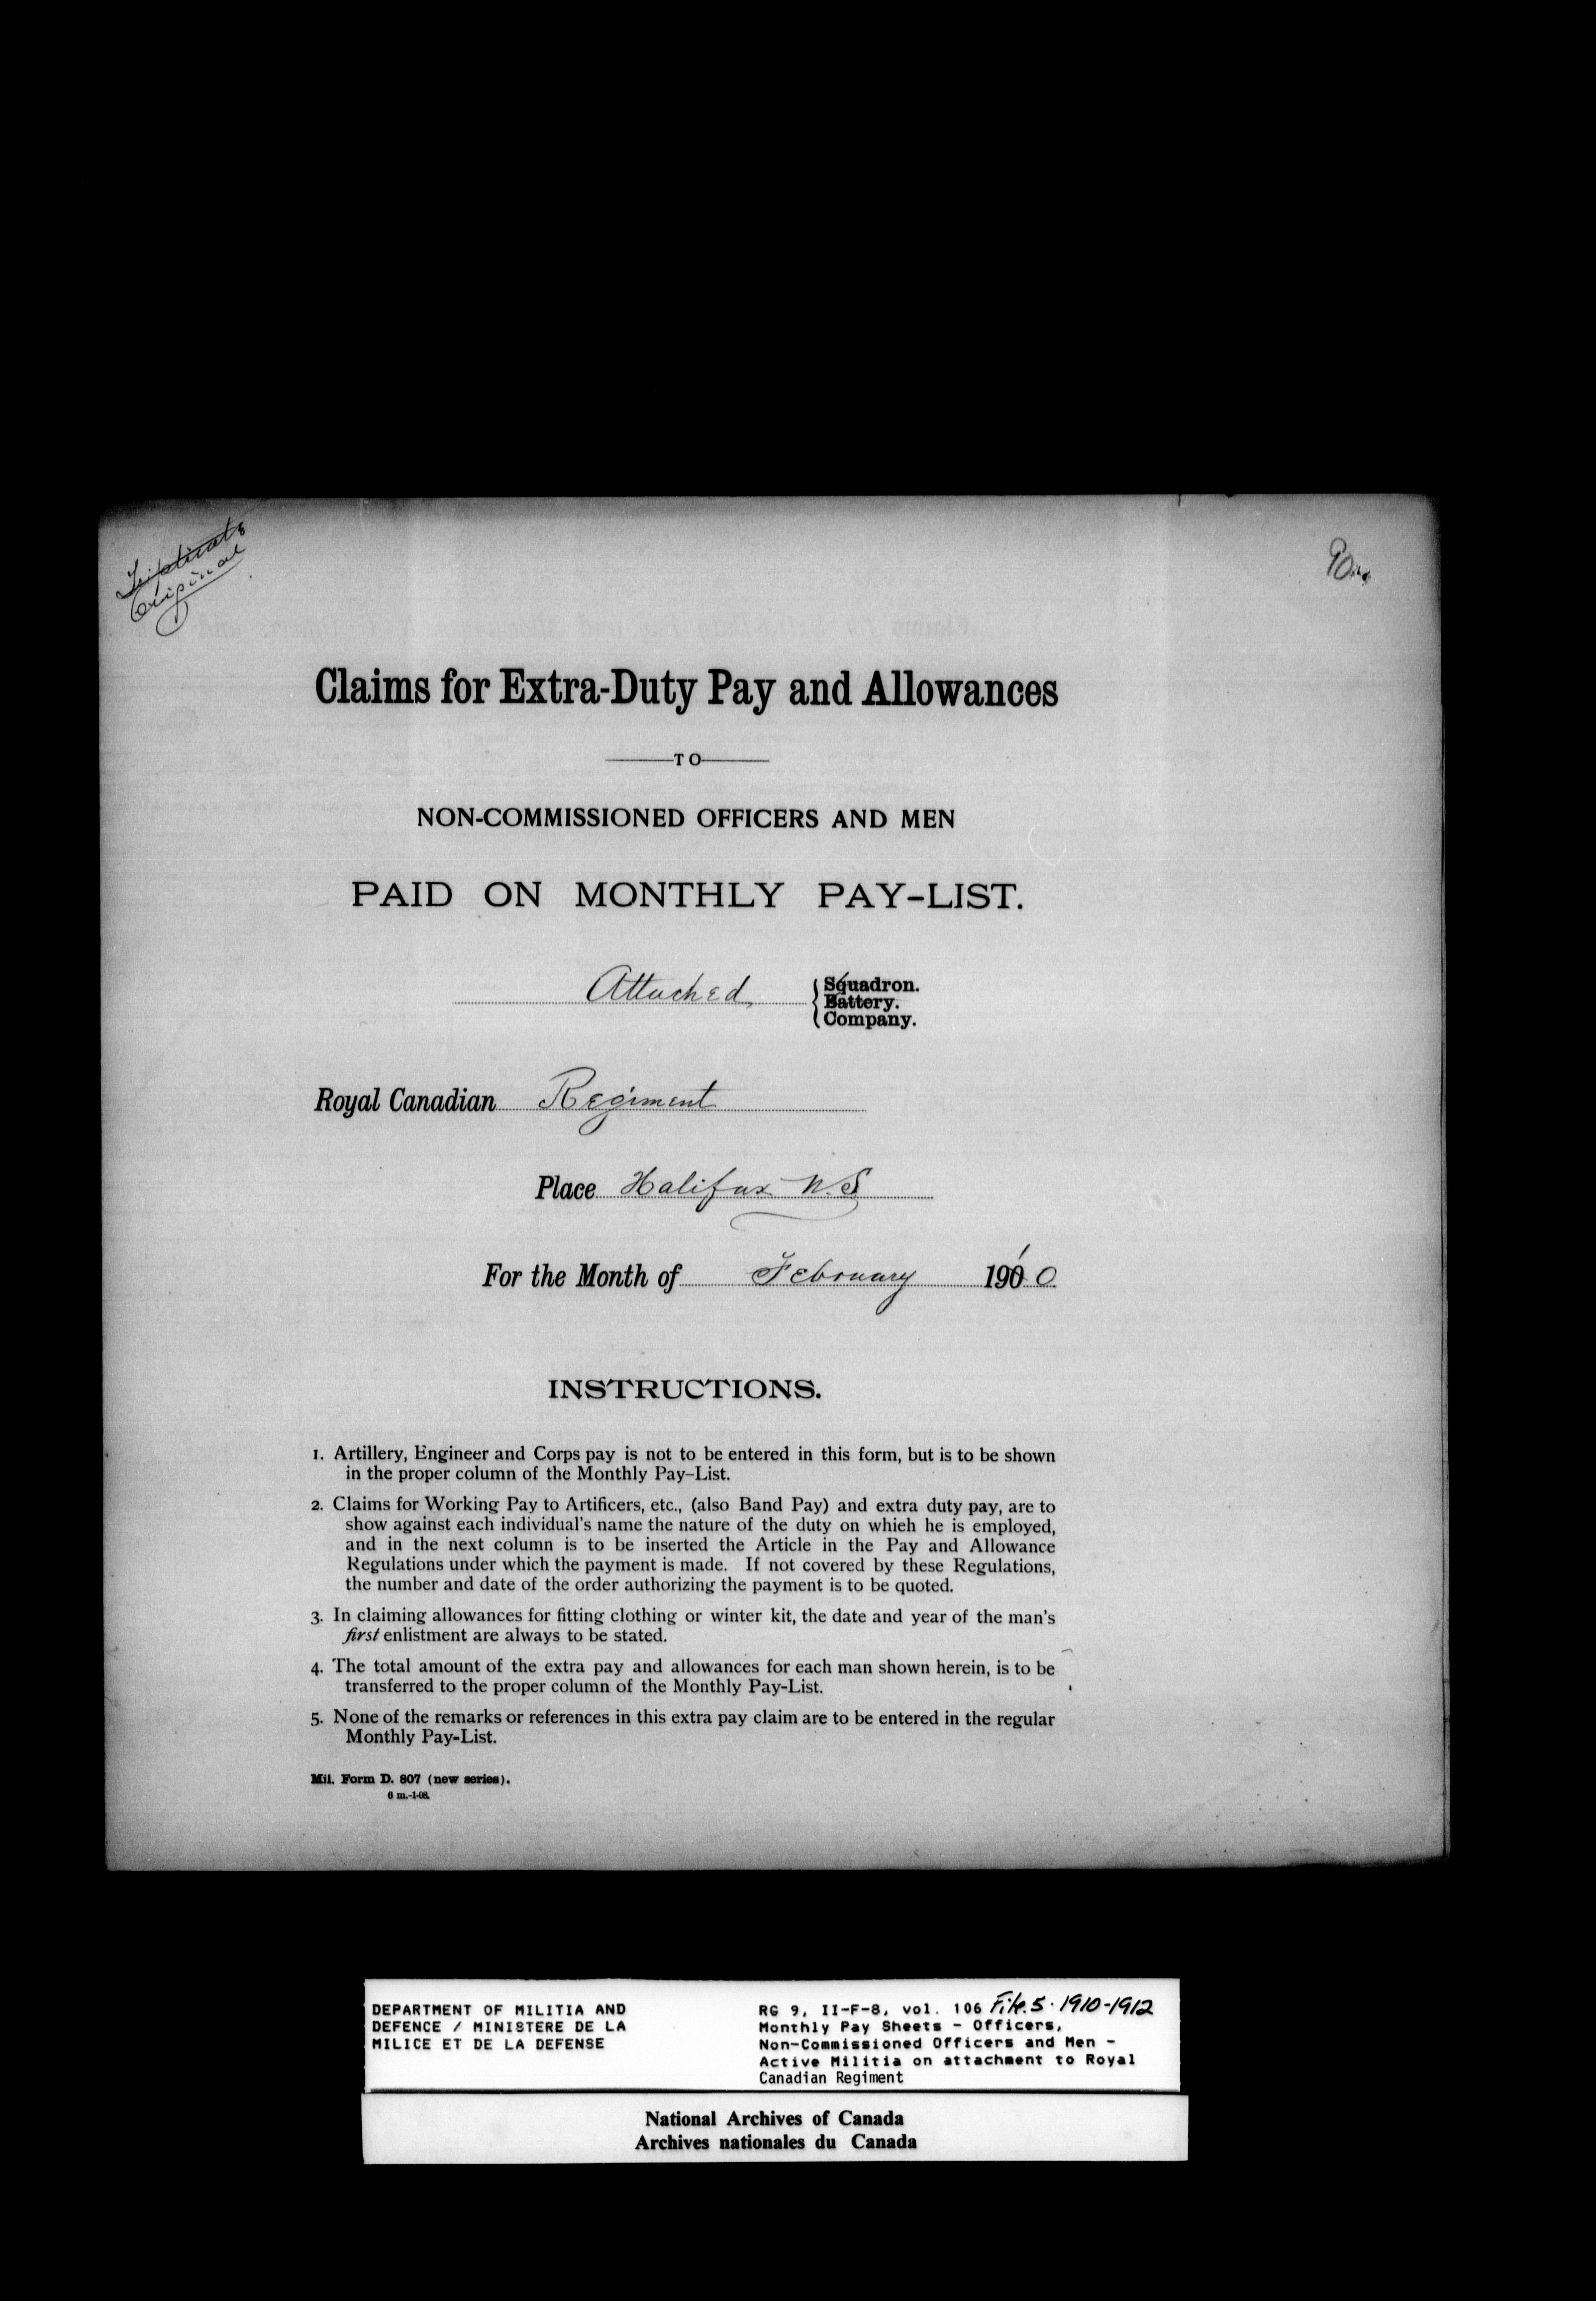 Triplicate
Original
Claims for Extra-Duty Pay and Allowances
TO
NON-COMMISSIONED OFFICERS AND MEN
PAID ON MONTHLY PAY-LIST.
Attached
Squadron.
Battery.
Company.
Royal Canadian Regiment
Place Halifax N.S
For the Month of February 19010
INSTRUCTIONS.
1. Artillery, Engineer and Corps pay is not to be entered in this form, but is to be shown
in the proper column of the Monthly Pay-List.
2. Claims for Working Pay to Artificers, etc., (also Band Pay) and extra duty pay, are to
show against each individual's name the nature of the duty on whieh he is employed,
and in the next column is to be inserted the Article in the Pay and Allowance
Regulations under which the payment is made. If not covered by these Regulations,
the number and date of the order authorizing the payment is to be quoted.
3. In claiming allowances for fitting clothing or winter kit, the date and year of the man's
first enlistment are always to be stated.
4. The total amount of the extra pay and allowances for each man shown herein, is to be
transferred to the proper column of the Monthly Pay-List.
5. None of the remarks or references in this extra pay claim are to be entered in the regular
Monthly Pay-List.
Mil. Form D. 807 (new series).
6 m.-1-08.
DEPARTMENT OF MILITIA AND
DEFENCE / MINISTERE DE LA
MILICE ET DE LA DEFENSE
RG 9, II-F-8, vol. 106 File 5. 1910-1912
Monthly Pay Sheets - Officers,
Non-Commissioned Officers and Men -
Active Militia on attachment to Royal
Canadian Regiment
National Archives of Canada
Archives nationales du Canada